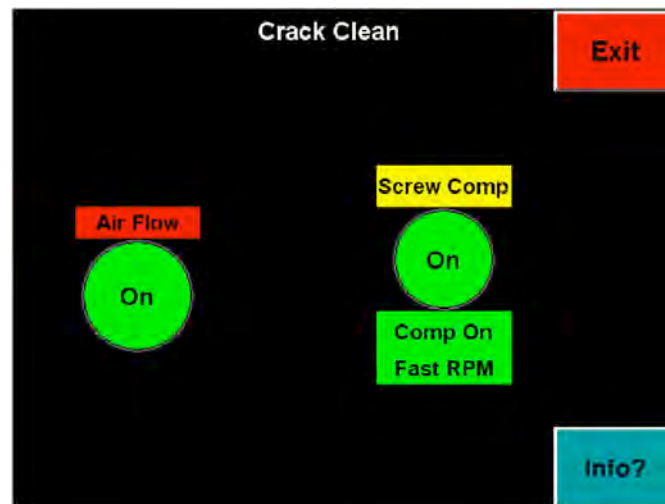 Crack Clean
Exit
Screw Comp
Air Flow
On
On
Comp On
Fast RPM
Info?